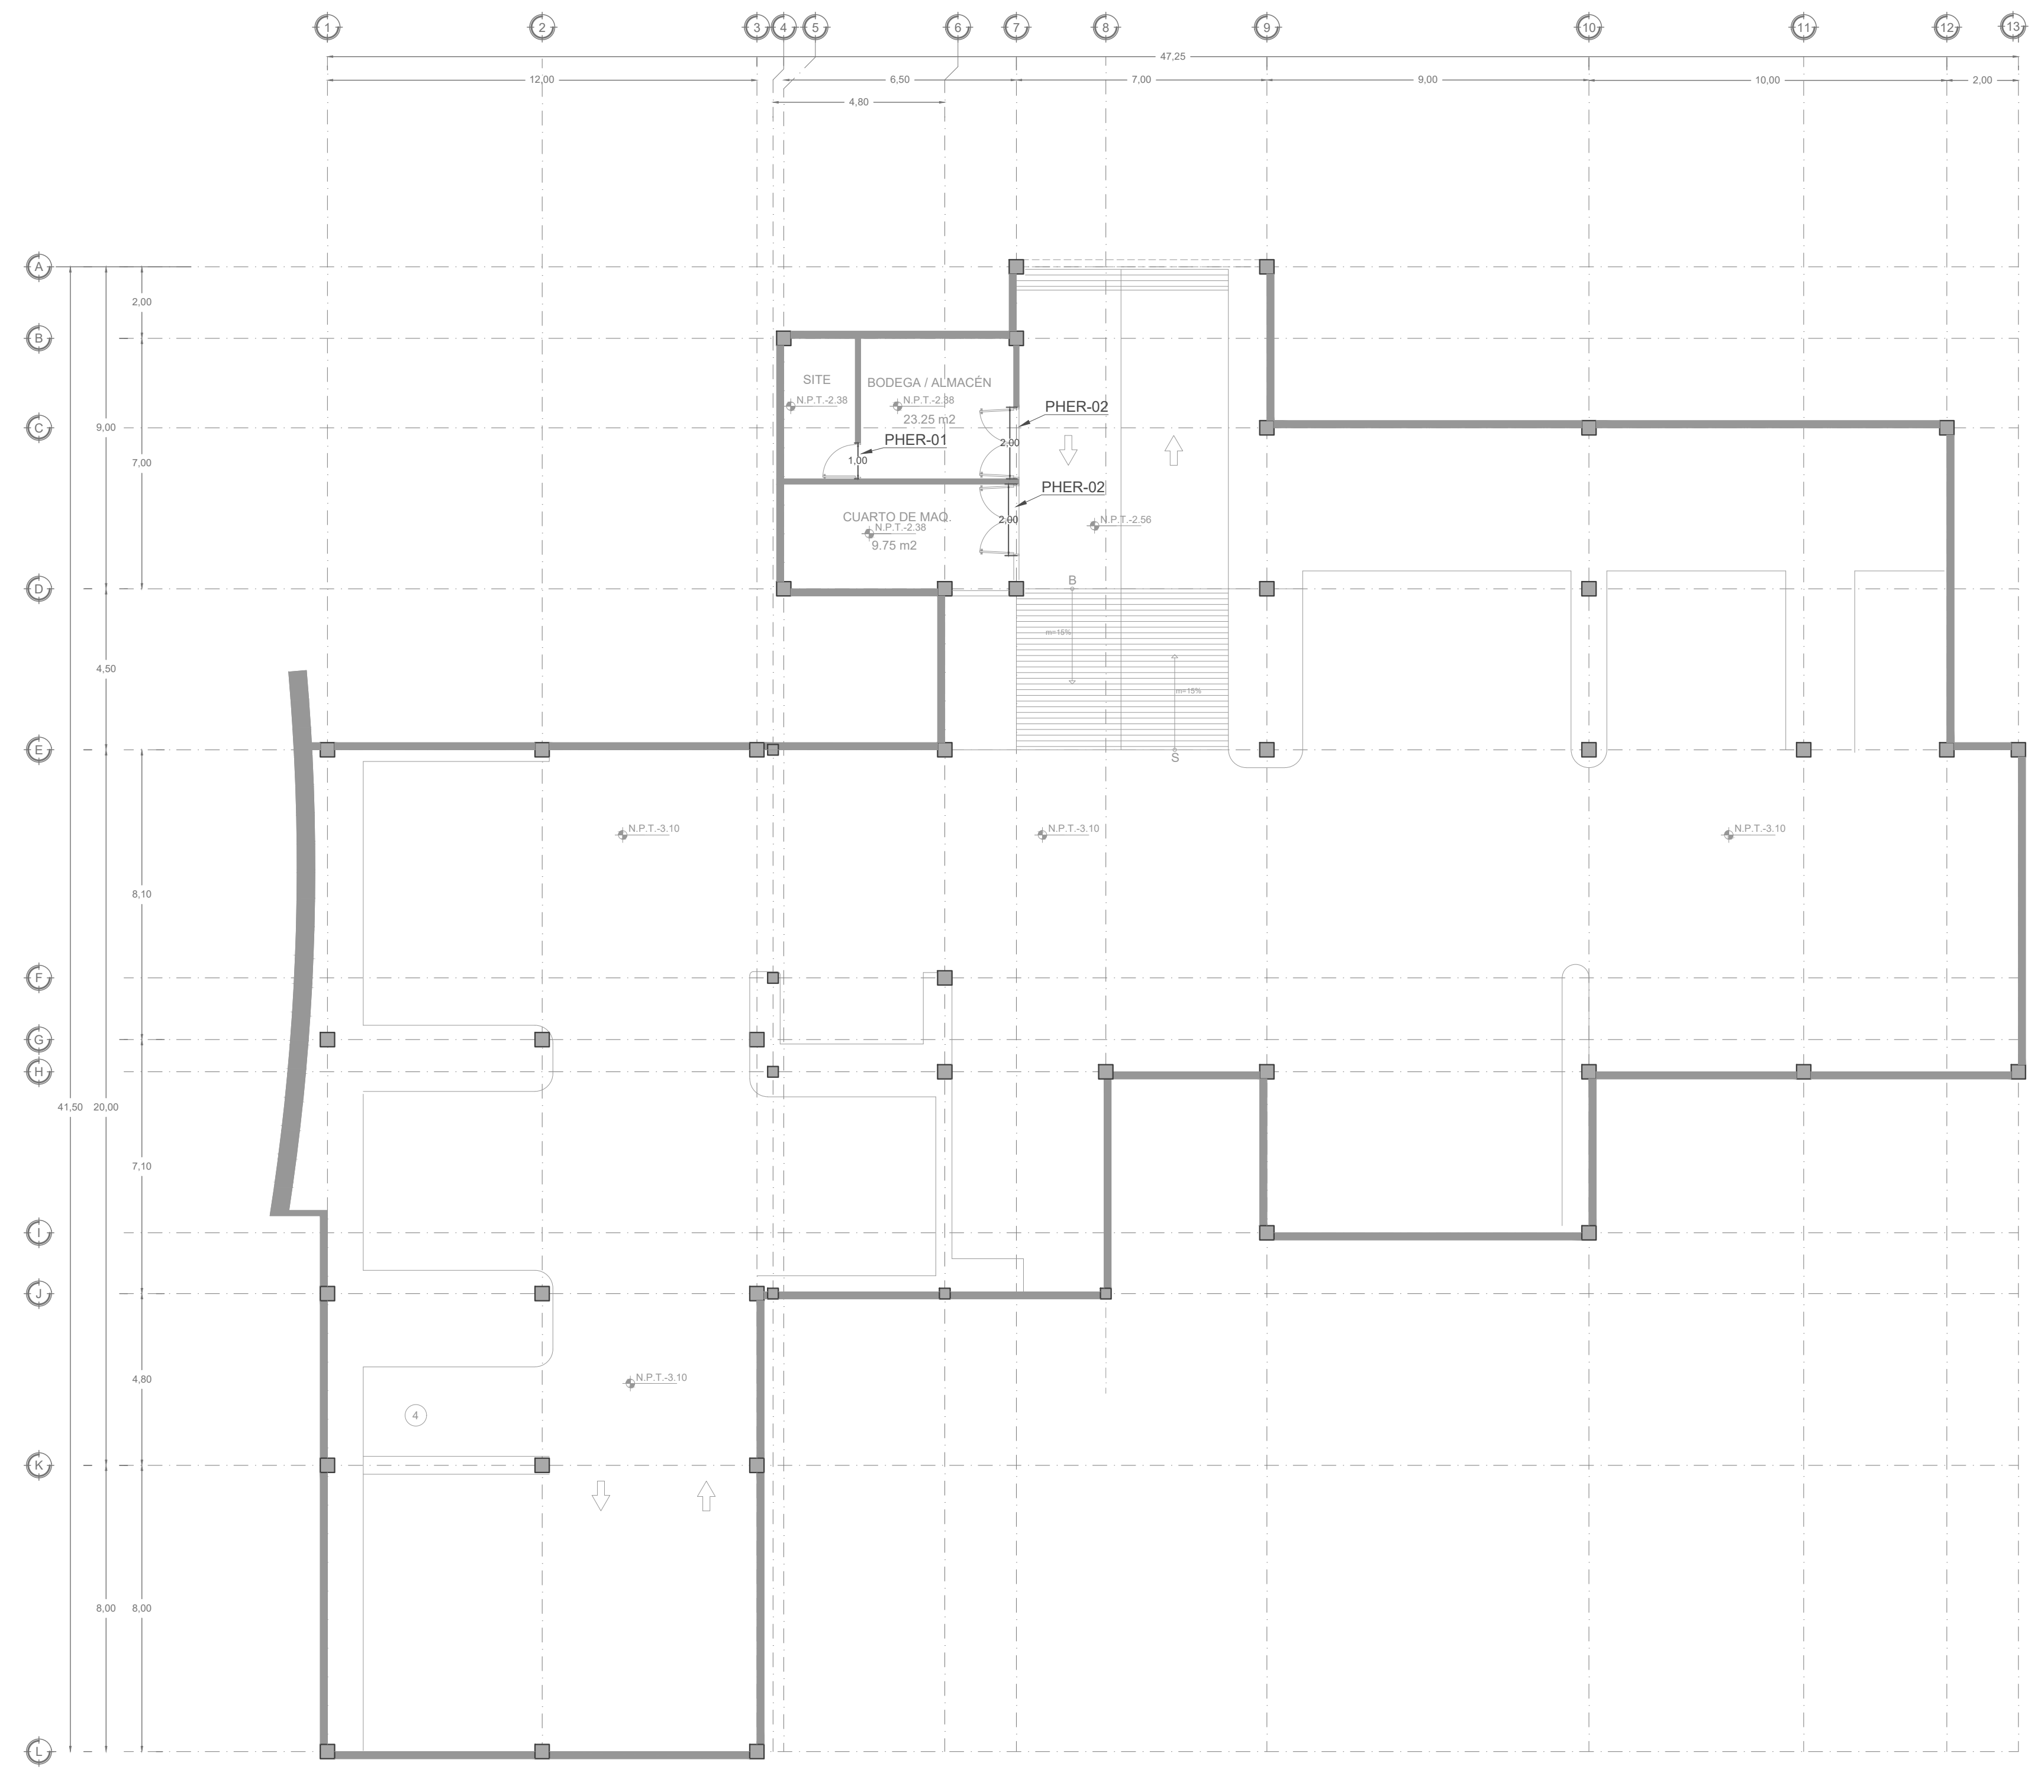 1 2 3 4 5 6 7 8 9 10 11 12 13
47,25
12,00 6,50 7,00 9,00 10,00 2,00
4,80
A
2,00
B
SITE
BODEGA / ALMACÉN
N.P.T.-2.38
N.P.T.-2.38
23.25 m2
PHER-02
C
9,00
7,00
PHER-01
2,00
1,00
PHER-02
CUARTO DE MAQ.
N.P.T.-2.38
9.75 m2
2,00
N.P.T.-2.56
D
B
m=15%
4,50
m=15%
E
S
N.P.T.-3.10
N.P.T.-3.10
N.P.T.-3.10
8,10
F
G
H
41,50
20,00
7,10
I
J
4,80
N.P.T.-3.10
4
K
8,00
8,00
L